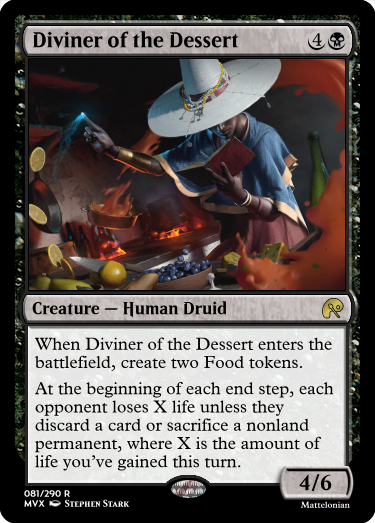 Diviner of the Dessert 4
Creature — Human Druid
When Diviner of the Dessert enters the
battlefield, create two Food tokens.
At the beginning of each end step, each
opponent loses X life unless they
discard a card or sacrifice a nonland
permanent, where X is the amount of
life you've gained this turn.
4/6
081/290 R
MVX STEPHEN STARK
Mattelonian